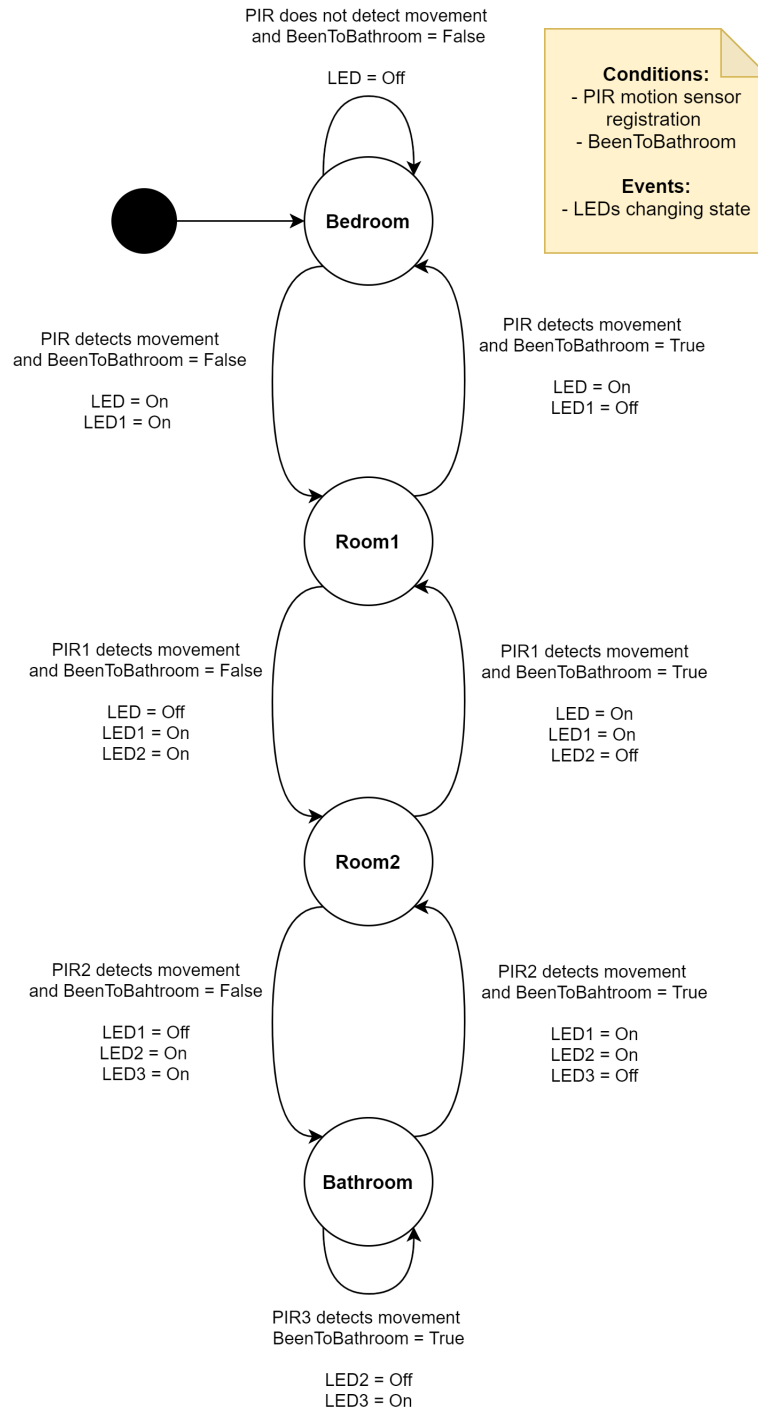 PIR does not detect movement
and BeenToBathroom = False
LED = Off
Conditions:
- PIR motion sensor
registration
- BeenToBathroom
Events:
- LEDs changing state
Bedroom
PIR detects movement
and BeenToBathroom = False
LED = On
LED1 = On
PIR detects movement
and BeenToBathroom = True
LED = On
LED1 = Off
Room1
PIR1 detects movement
and BeenToBathroom = False
LED = Off
LED1 = On
LED2 = On
PIR1 detects movement
and BeenToBathroom = True
LED = On
LED1 = On
LED2 = Off
Room2
PIR2 detects movement
and BeenToBahtroom = False
LED1 = Off
LED2 = On
LED3 = On
PIR2 detects movement
and BeenToBahtroom = True
LED1 = On
LED2 = On
LED3 = Off
Bathroom
PIR3 detects movement
BeenToBathroom = True
LED2 = Off
LED3 = On